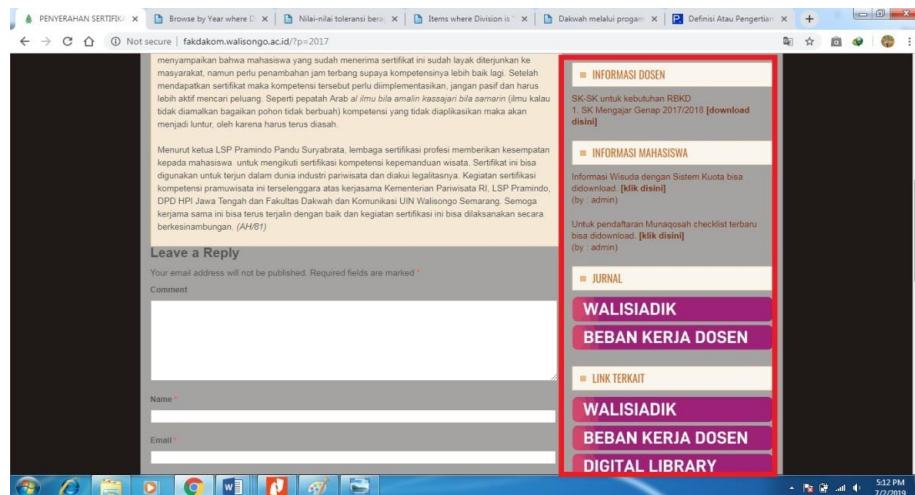 PENYERAHAN SERTIFIK
Browse by Year where D
Nilai-nilai toleransi bera
Items where Division is "
Dakwah melalui progam
Definisi Atau Pengertian
Not secure | fakdakom.walisongo.ac.id/?p=2017
menyampaikan bahwa mahasiswa yang sudah menerima sertifikat ini sudah layak diterjunkan ke
masyarakat, namun perlu penambahan jam terbang supaya kompetensinya lebih baik lagi. Setelah
mendapatkan sertifikat maka kompetensi tersebut perlu diimplementasikan, jangan pasif dan harus
lebih aktif mencari peluang. Seperti pepatah Arab al ilmu bila amalin kassajari bila samarin (ilmu kalau
tidak diamalkan bagaikan pohon tidak berbuah) kompetensi yang tidak diaplikasikan maka akan
menjadi luntur, oleh karena harus terus diasah.
Menurut ketua LSP Pramindo Pandu Suryabrata, lembaga sertifikasi profesi memberikan kesempatan
kepada mahasiswa untuk mengikuti sertifikasi kompetensi kepemanduan wisata. Sertifikat ini bisa
digunakan untuk terjun dalam dunia industri pariwisata dan diakui legalitasnya. Kegiatan sertifikasi
kompetensi pramuwisata ini terselenggara atas kerjasama Kementerian Pariwisata RI, LSP Pramindo,
DPD HPI Jawa Tengah dan Fakultas Dakwah dan Komunikasi UIN Walisongo Semarang. Semoga
kerjama sama ini bisa terus terjalin dengan baik dan kegiatan sertifikasi ini bisa dilaksanakan secara
berkesinambungan. (AH/81)
Leave a Reply
Your email address will not be published. Required fields are marked *
Comment
Name *
Email *
INFORMASI DOSEN
SK-SK untuk kebutuhan RBKD
1. SK Mengajar Genap 2017/2018 [download
disini]
INFORMASI MAHASISWA
Informasi Wisuda dengan Sistem Kuota bisa
didownload. [klik disini]
(by : admin)
Untuk pendaftaran Munaqosah checklist terbaru
bisa didownload. [klik disini]
(by : admin)
JURNAL
WALISIADIK
BEBAN KERJA DOSEN
LINK TERKAIT
WALISIADIK
BEBAN KERJA DOSEN
DIGITAL LIBRARY
5:12 PM
7/2/2019